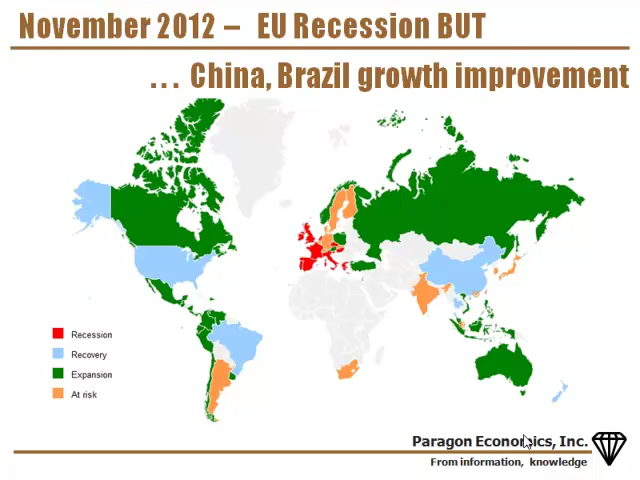 November 2012 – EU Recession BUT
... China, Brazil growth improvement
Recession
Recovery
Expansion
At risk
Paragon Economics, Inc.
From information, knowledge